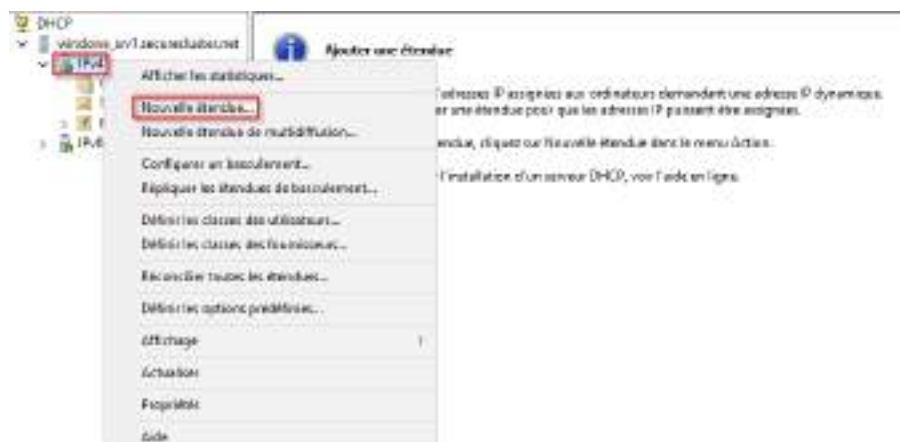 DHCP
windows_srv1.securecluster.net
IPv4
IPv6
Afficher les statistiques...
Nouvelle étendue...
Nouvelle étendue de multidiffusion...
Configurer un basculement...
Répliquer les étendues de basculement...
Définir les classes des utilisateurs...
Définir les classes des fournisseurs...
Réconcilier toutes les étendues...
Définir les options prédéfinies...
Affichage
Actualiser
Propriétés
Aide
Ajouter une étendue
adresses IP assignées aux ordinateurs demandant une adresse IP dynamique.
er une étendue pour que les adresses IP puissent être assignées.
endue, cliquez sur Nouvelle étendue dans le menu Action.
l'installation d'un serveur DHCP, voir l'aide en ligne.